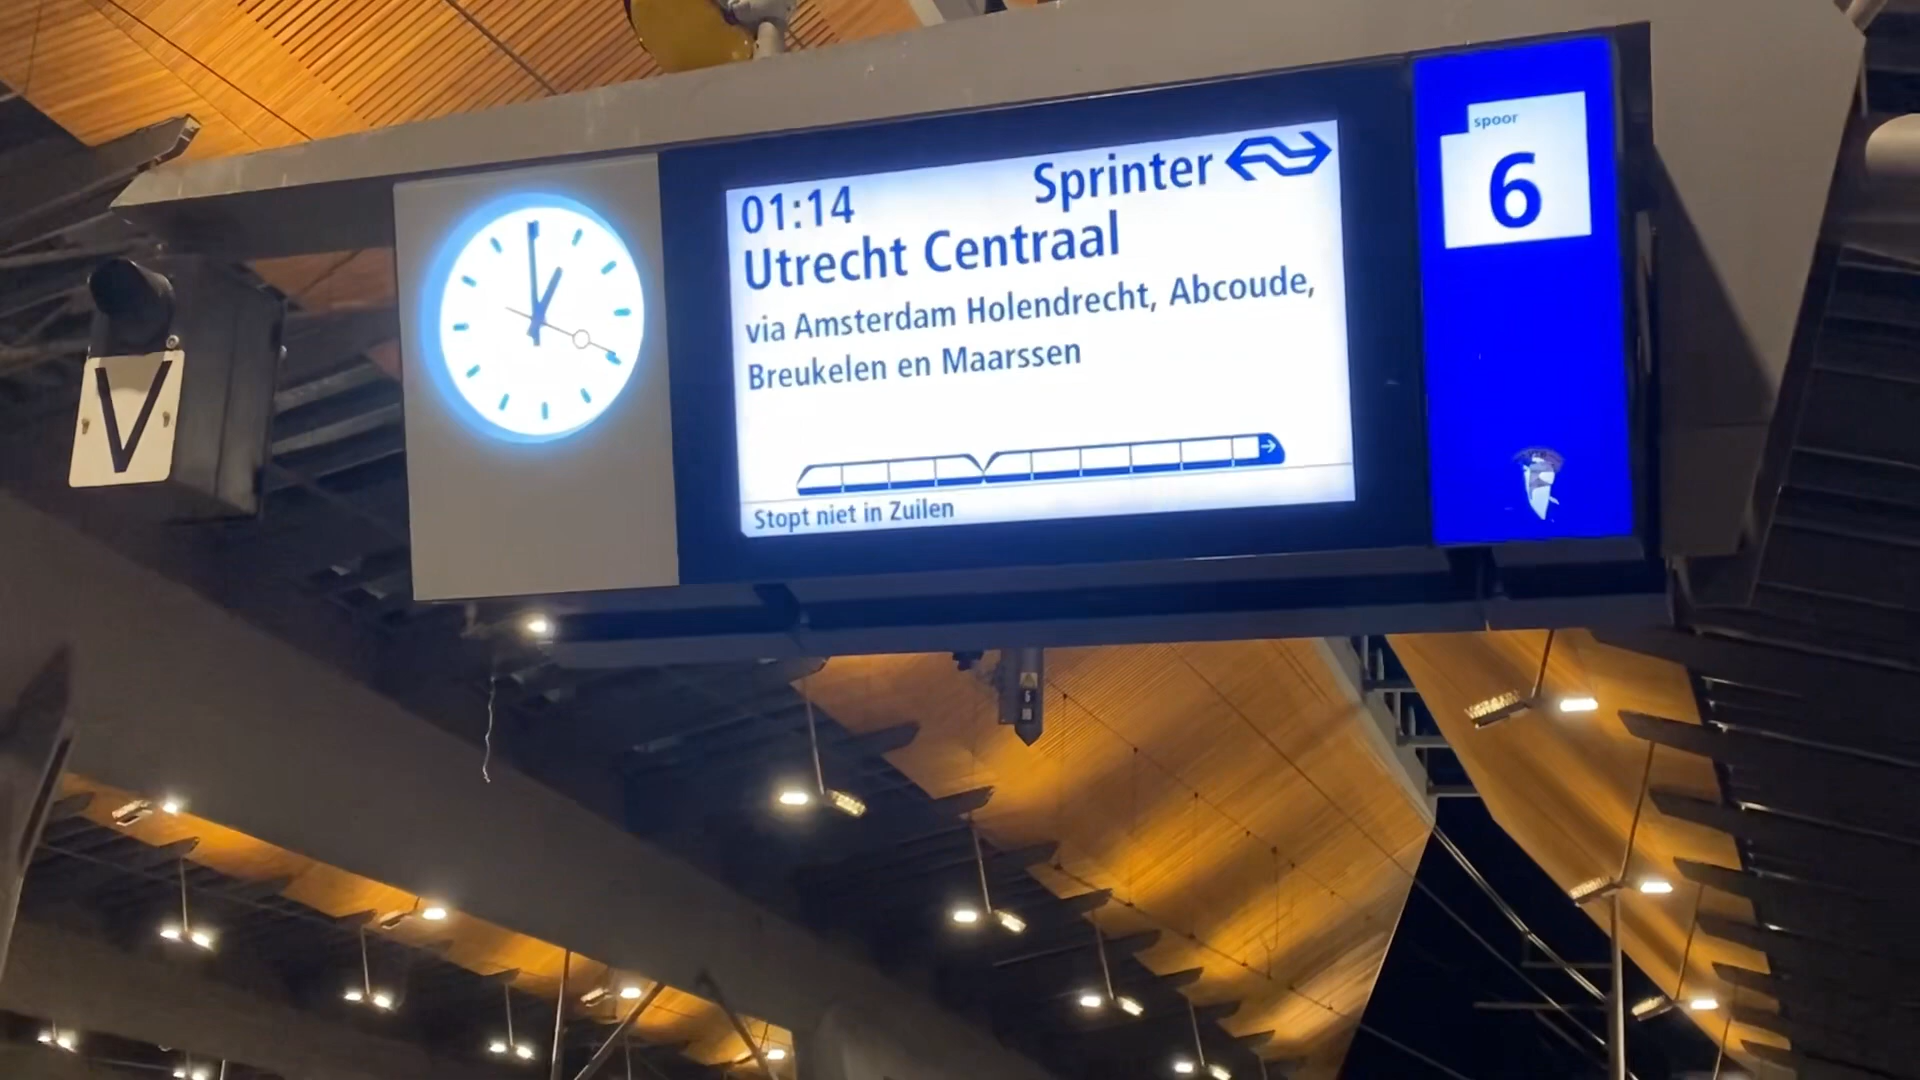 V
01:14 Sprinter
Utrecht Centraal
via Amsterdam Holendrecht, Abcoude,
Breukelen en Maarssen
Stopt niet in Zuilen
spoor
6